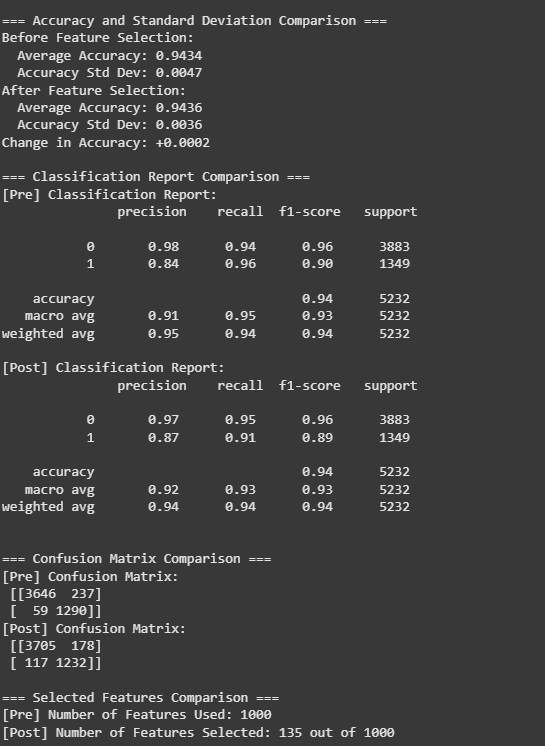 === Accuracy and Standard Deviation Comparison ===
Before Feature Selection:
  Average Accuracy: 0.9434
  Accuracy Std Dev: 0.0047
After Feature Selection:
  Average Accuracy: 0.9436
  Accuracy Std Dev: 0.0036
Change in Accuracy: +0.0002

=== Classification Report Comparison ===
[Pre] Classification Report:
              precision    recall  f1-score   support

           0       0.98      0.94      0.96      3883
           1       0.84      0.96      0.90      1349

    accuracy                           0.94      5232
   macro avg       0.91      0.95      0.93      5232
weighted avg       0.95      0.94      0.94      5232

[Post] Classification Report:
              precision    recall  f1-score   support

           0       0.97      0.95      0.96      3883
           1       0.87      0.91      0.89      1349

    accuracy                           0.94      5232
   macro avg       0.92      0.93      0.93      5232
weighted avg       0.94      0.94      0.94      5232


=== Confusion Matrix Comparison ===
[Pre] Confusion Matrix:
 [[3646  237]
 [  59 1290]]
[Post] Confusion Matrix:
 [[3705  178]
 [ 117 1232]]

=== Selected Features Comparison ===
[Pre] Number of Features Used: 1000
[Post] Number of Features Selected: 135 out of 1000